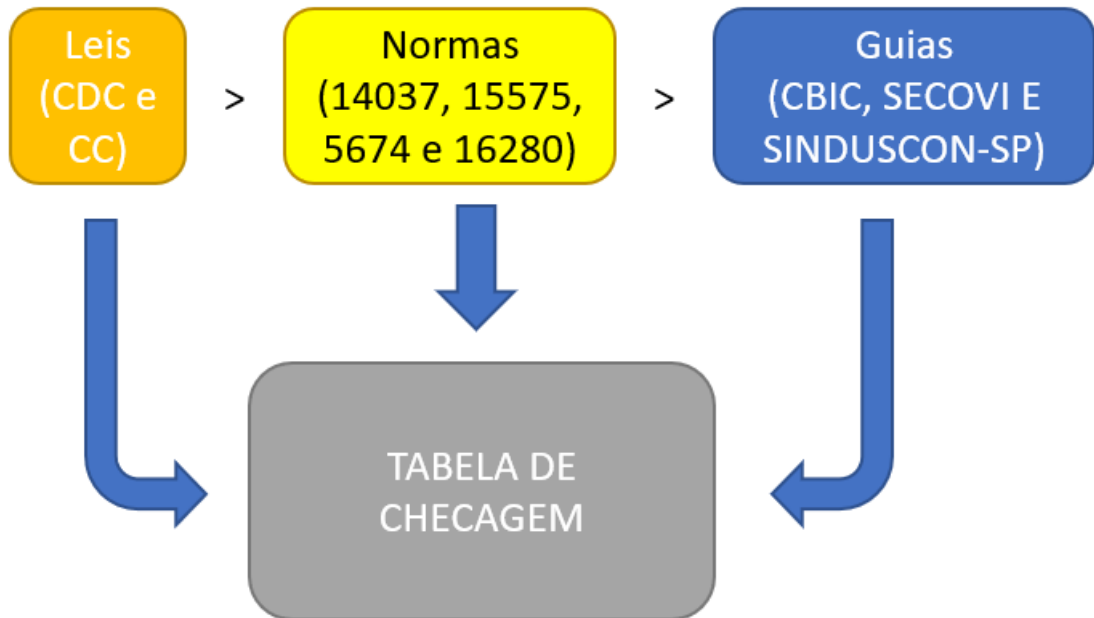 Leis
(CDC e
CC)
>
Normas
(14037, 15575,
5674 e 16280)
>
Guias
(CBIC, SECOVI E
SINDUSCON-SP)
TABELA DE
CHECAGEM